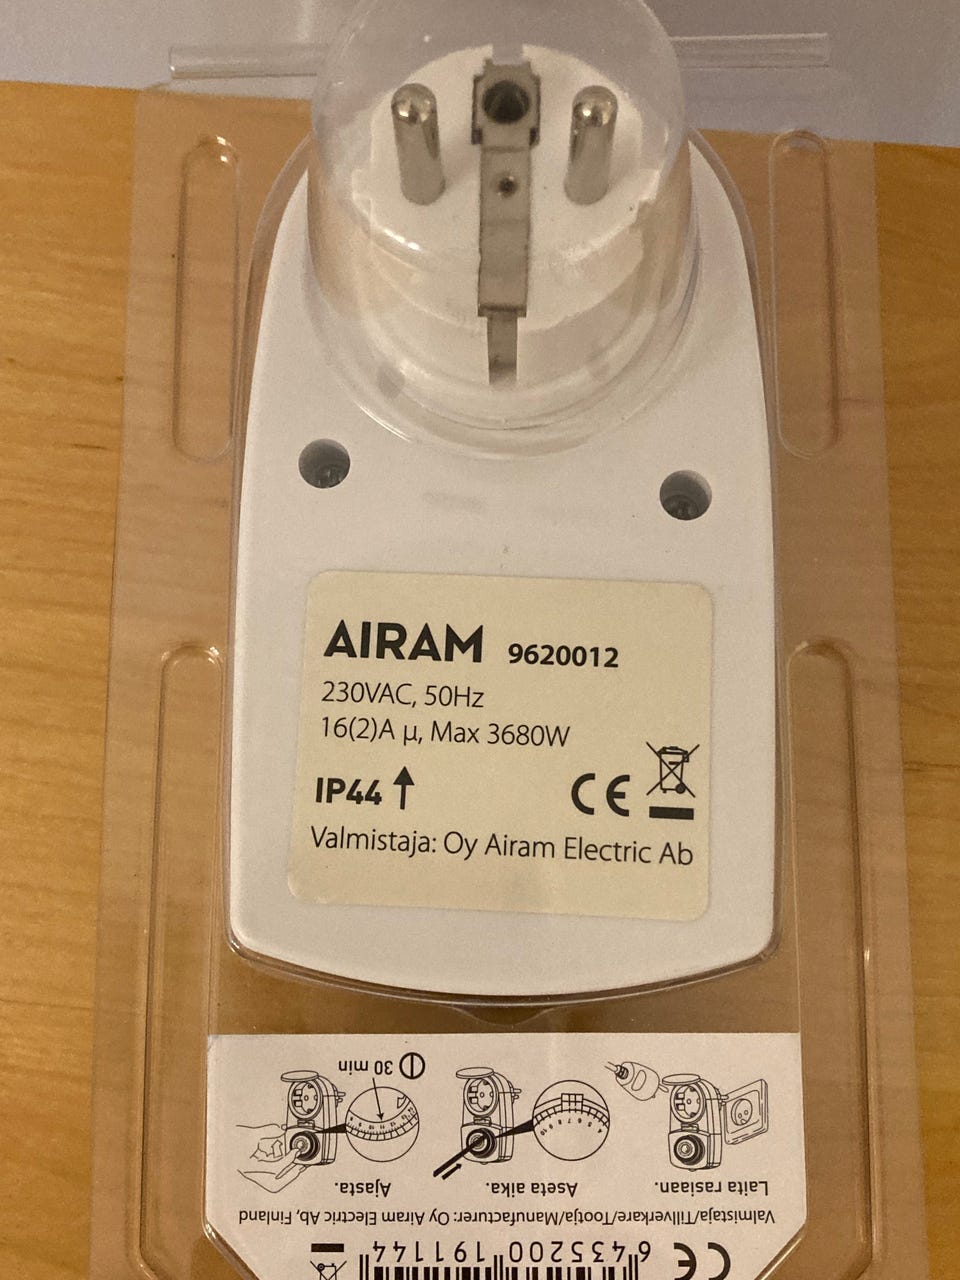 AIRAM 9620012
230VAC, 50Hz
16(2)A µ, Max 3680W
IP44
CE
Valmistaja: Oy Airam Electric Ab
6 435200 191144
CE
Valmistaja/Tillverkare/Tootja/Manufacturer: Oy Airam Electric Ab, Finland
Laita rasiaan.
Aseta aika.
Ajasta.
30 min